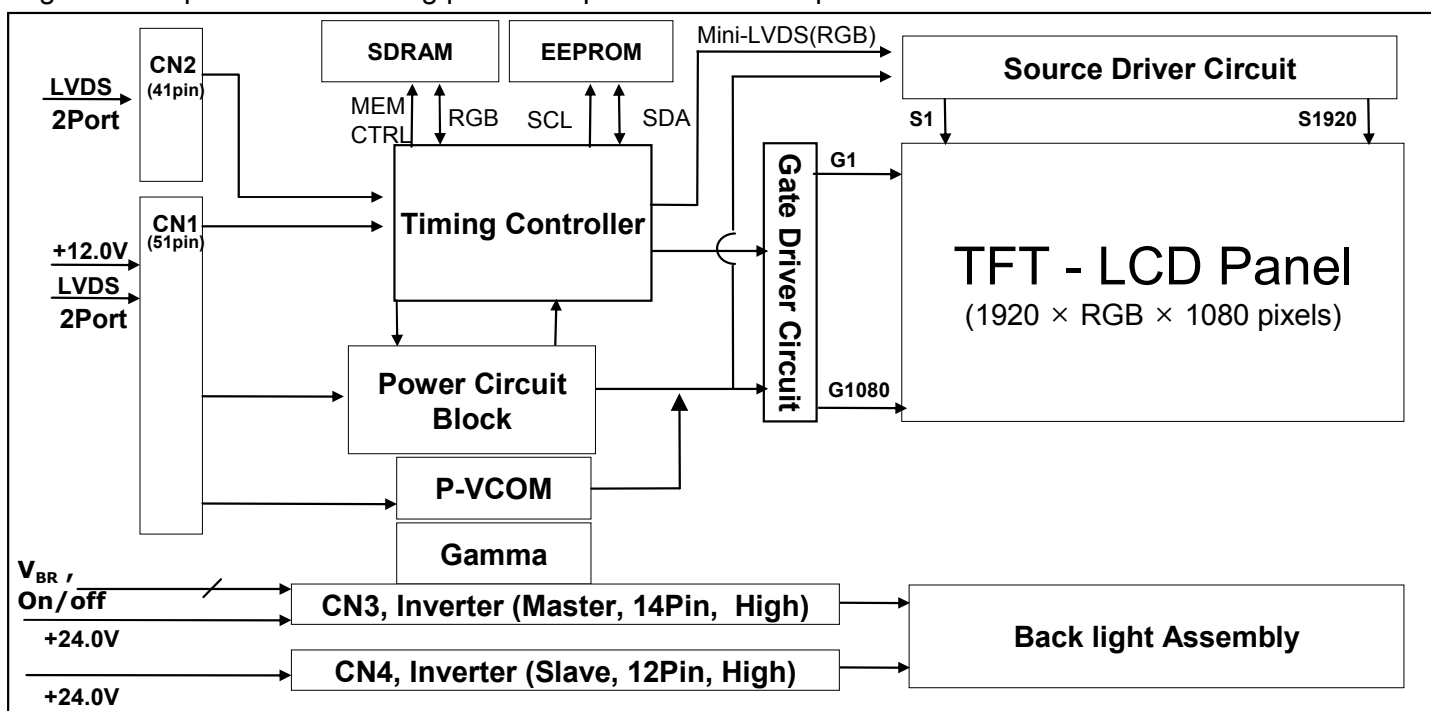 CN2
(41pin)
LVDS
2Port
SDRAM
EEPROM
MEM
CTRL
RGB
SCL
SDA
Mini-LVDS(RGB)
Source Driver Circuit
S1
S1920
CN1
(51pin)
+12.0V
LVDS
2Port
Timing Controller
Gate Driver Circuit
G1
G1080
TFT - LCD Panel
(1920 × RGB × 1080 pixels)
Power Circuit
Block
P-VCOM
Gamma
VBR ,
On/off
+24.0V
CN3, Inverter (Master, 14Pin, High)
+24.0V
CN4, Inverter (Slave, 12Pin, High)
Back light Assembly